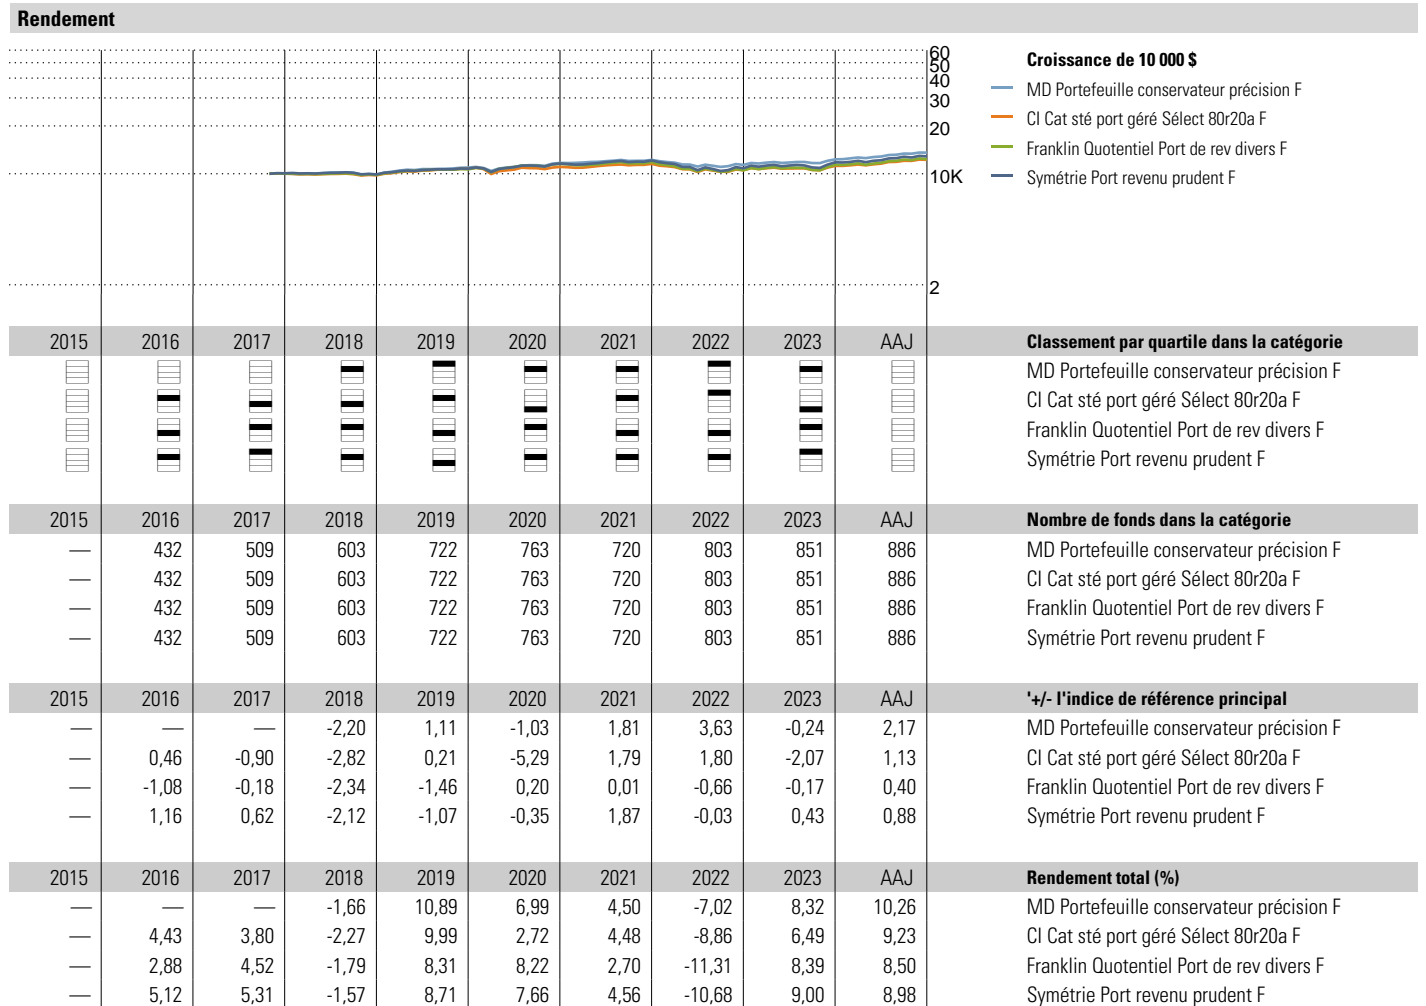 Rendement
60
50
40
30
20
10K
2
Croissance de 10 000 $
MD Portefeuille conservateur précision F
CI Cat sté port géré Sélect 80r20a F
Franklin Quotentiel Port de rev divers F
Symétrie Port revenu prudent F
2015 2016 2017 2018 2019 2020 2021 2022 2023 AAJ Classement par quartile dans la catégorie
MD Portefeuille conservateur précision F
CI Cat sté port géré Sélect 80r20a F
Franklin Quotentiel Port de rev divers F
Symétrie Port revenu prudent F
2015 2016 2017 2018 2019 2020 2021 2022 2023 AAJ Nombre de fonds dans la catégorie
— 432 509 603 722 763 720 803 851 886 MD Portefeuille conservateur précision F
— 432 509 603 722 763 720 803 851 886 CI Cat sté port géré Sélect 80r20a F
— 432 509 603 722 763 720 803 851 886 Franklin Quotentiel Port de rev divers F
— 432 509 603 722 763 720 803 851 886 Symétrie Port revenu prudent F
2015 2016 2017 2018 2019 2020 2021 2022 2023 AAJ '+/- l'indice de référence principal
— — — -2,20 1,11 -1,03 1,81 3,63 -0,24 2,17 MD Portefeuille conservateur précision F
— 0,46 -0,90 -2,82 0,21 -5,29 1,79 1,80 -2,07 1,13 CI Cat sté port géré Sélect 80r20a F
— -1,08 -0,18 -2,34 -1,46 0,20 0,01 -0,66 -0,17 0,40 Franklin Quotentiel Port de rev divers F
— 1,16 0,62 -2,12 -1,07 -0,35 1,87 -0,03 0,43 0,88 Symétrie Port revenu prudent F
2015 2016 2017 2018 2019 2020 2021 2022 2023 AAJ Rendement total (%)
— — — -1,66 10,89 6,99 4,50 -7,02 8,32 10,26 MD Portefeuille conservateur précision F
— 4,43 3,80 -2,27 9,99 2,72 4,48 -8,86 6,49 9,23 CI Cat sté port géré Sélect 80r20a F
— 2,88 4,52 -1,79 8,31 8,22 2,70 -11,31 8,39 8,50 Franklin Quotentiel Port de rev divers F
— 5,12 5,31 -1,57 8,71 7,66 4,56 -10,68 9,00 8,98 Symétrie Port revenu prudent F